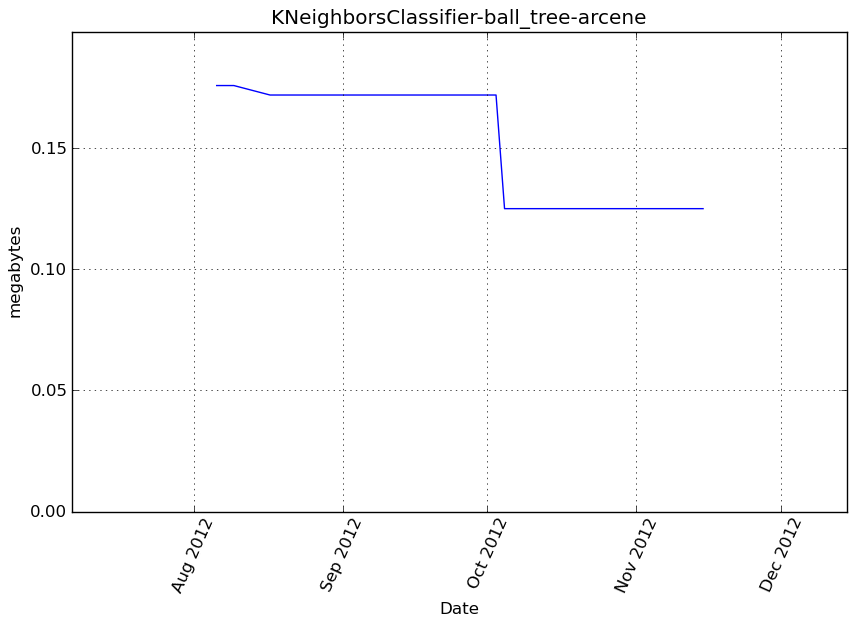 KNeighborsClassifier-ball_tree-arcene
megabytes
0.15
0.10
0.05
0.00
Aug 2012
Sep 2012
Oct 2012
Nov 2012
Dec 2012
Date